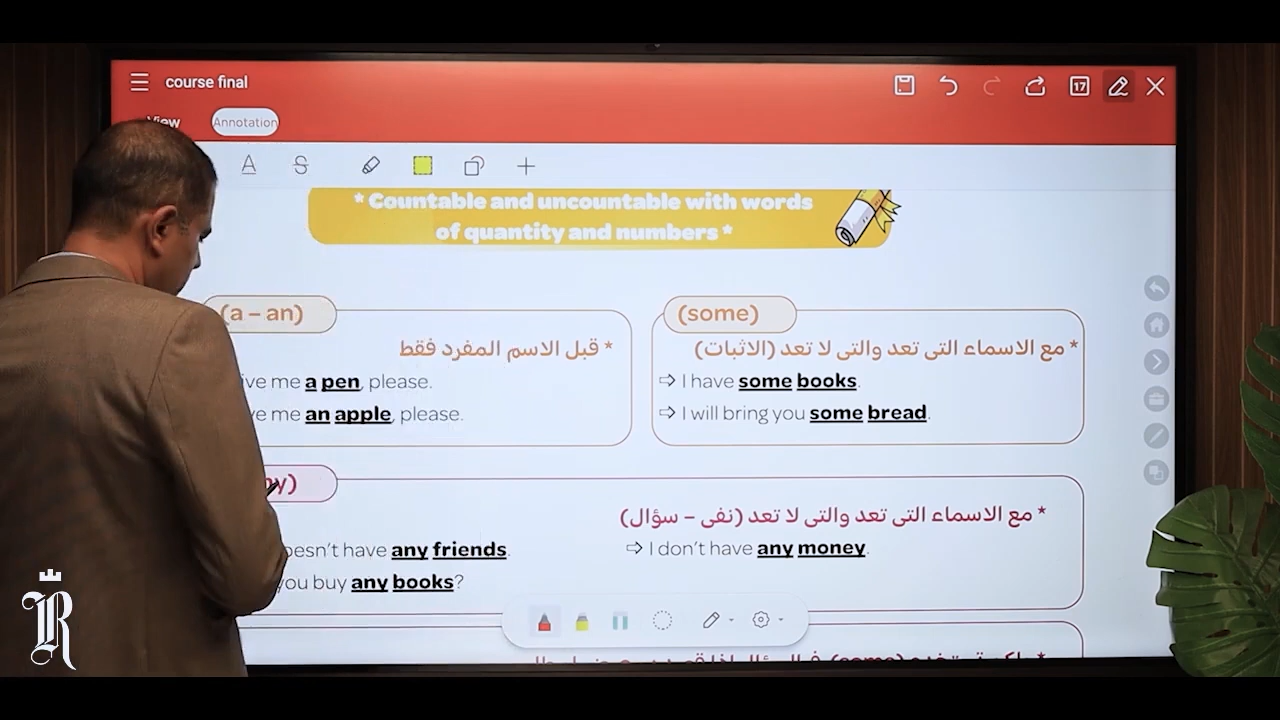 course final
View
Annotation
17
* Countable and uncountable with words
of quantity and numbers *
(a – an)
* قبل الاسم المفرد فقط
me a pen, please.
me an apple, please.
(some)
* مع الاسماء التى تعد والتى لا تعد (الاثبات)
⇨ I have some books.
⇨ I will bring you some bread.
* مع الاسماء التى تعد والتى لا تعد (نفى – سؤال)
have any friends.
⇨ I don't have any money.
you buy any books?
R